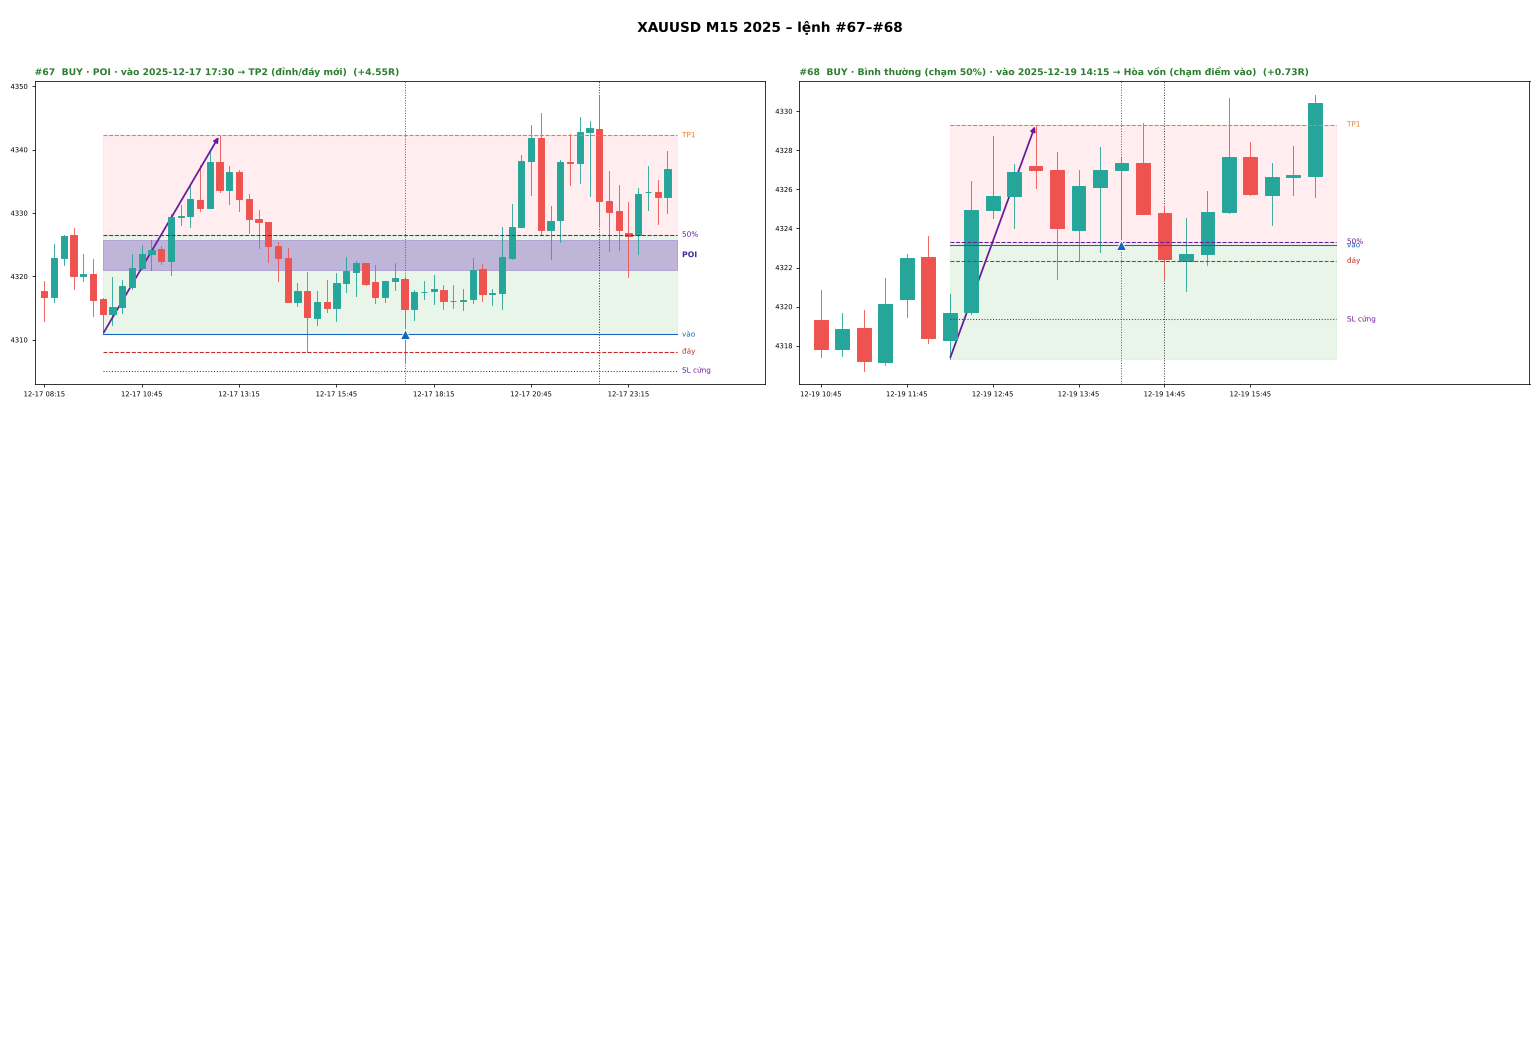 XAUUSD M15 2025 – lệnh #67–#68
#67 BUY · POI · vào 2025-12-17 17:30 → TP2 (đỉnh/đáy mới) (+4.55R)
4350
4340
4330
4320
4310
TP1
50%
POI
vào
đáy
SL cứng
12-17 08:15 12-17 10:45 12-17 13:15 12-17 15:45 12-17 18:15 12-17 20:45 12-17 23:15
#68 BUY · Bình thường (chạm 50%) · vào 2025-12-19 14:15 → Hòa vốn (chạm điểm vào) (+0.73R)
4330
4328
4326
4324
4322
4320
4318
TP1
50%
vào
đáy
SL cứng
12-19 10:45 12-19 11:45 12-19 12:45 12-19 13:45 12-19 14:45 12-19 15:45